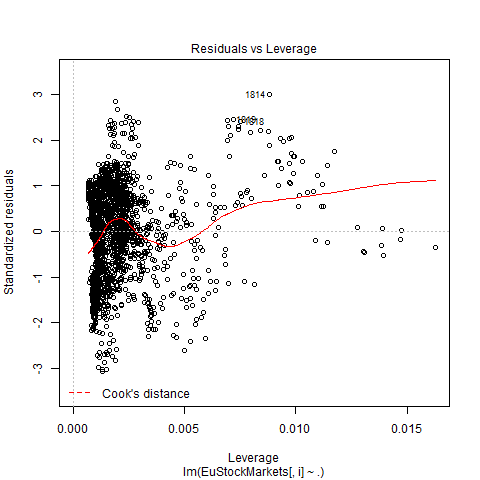 Residuals vs Leverage
Standardized residuals
3
2
1
0
-1
-2
-3
1814
1818
Cook's distance
0.000
0.005
0.010
0.015
Leverage
lm(EuStockMarkets[, i] ~ .)